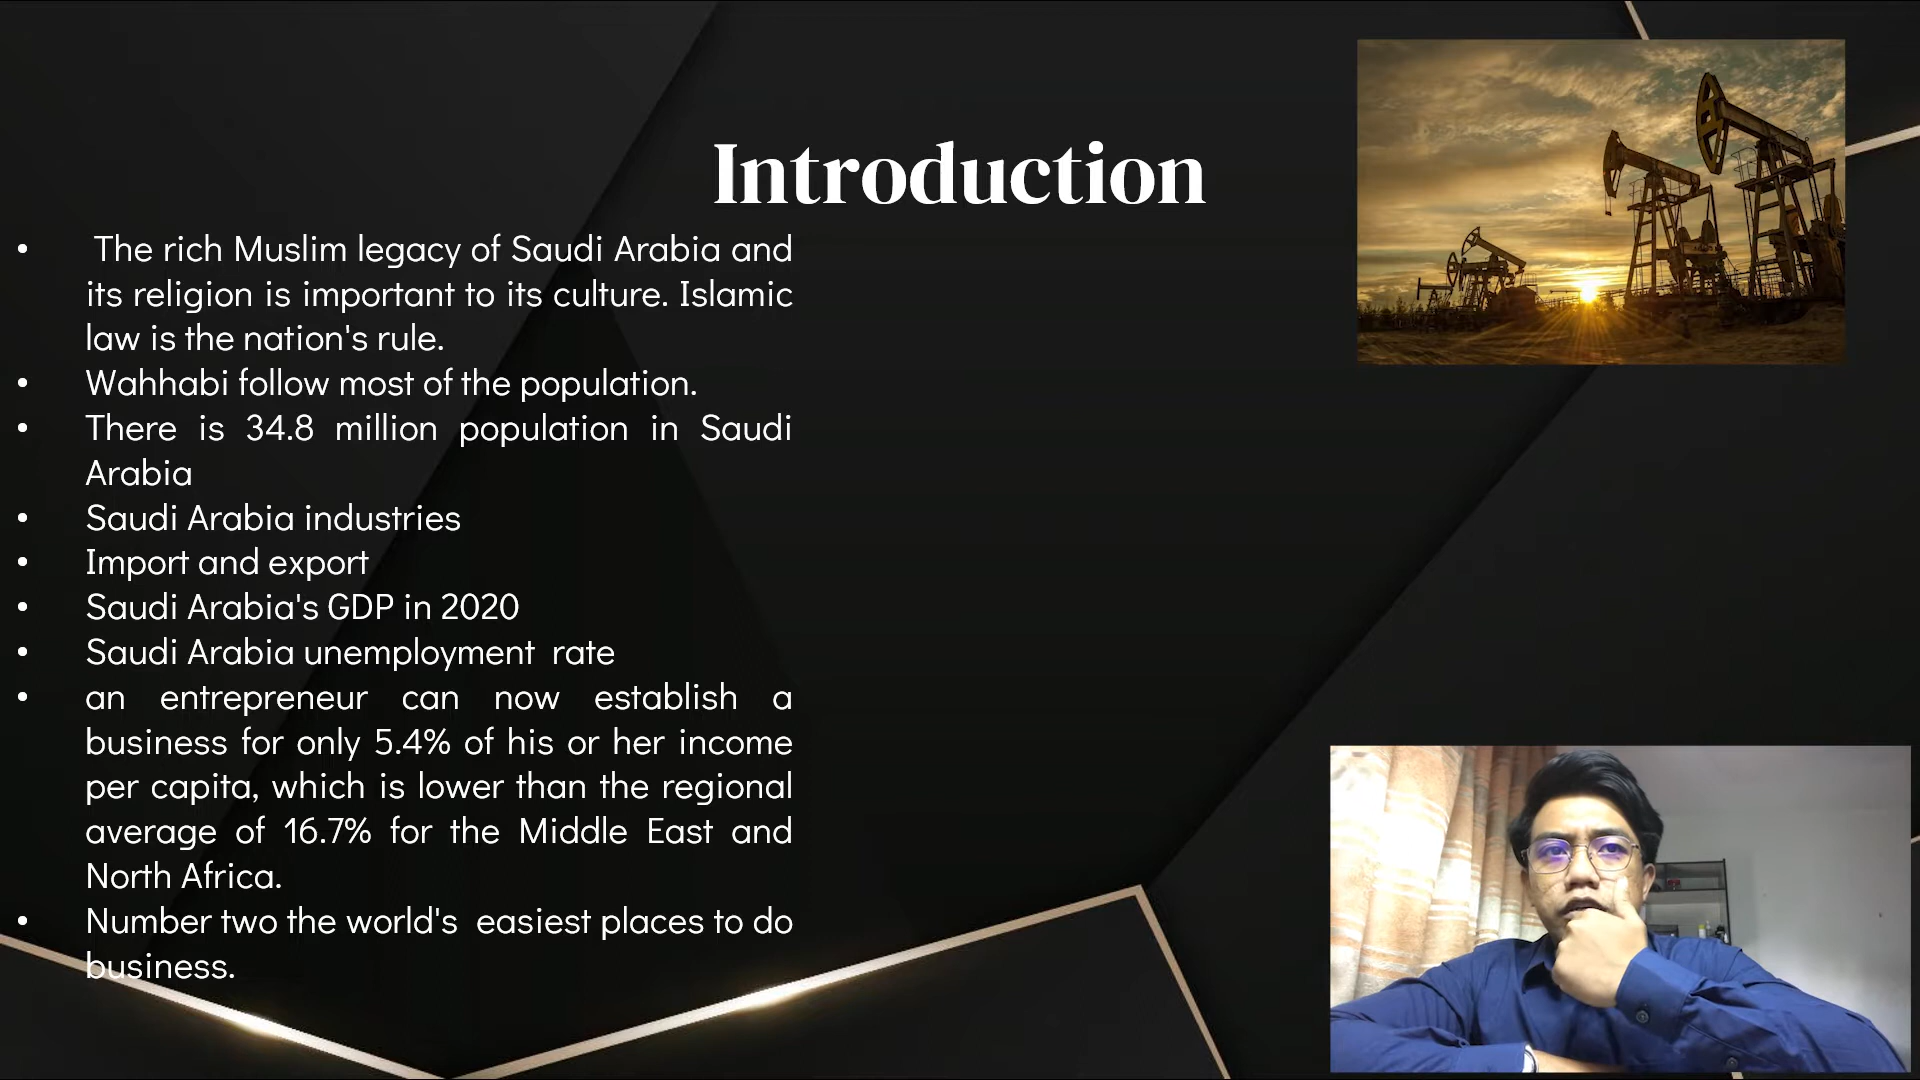 Introduction
• The rich Muslim legacy of Saudi Arabia and
its religion is important to its culture. Islamic
law is the nation's rule.
• Wahhabi follow most of the population.
• There is 34.8 million population in Saudi
Arabia
• Saudi Arabia industries
• Import and export
• Saudi Arabia's GDP in 2020
• Saudi Arabia unemployment rate
• an entrepreneur can now establish a
business for only 5.4% of his or her income
per capita, which is lower than the regional
average of 16.7% for the Middle East and
North Africa.
• Number two the world's easiest places to do
business.